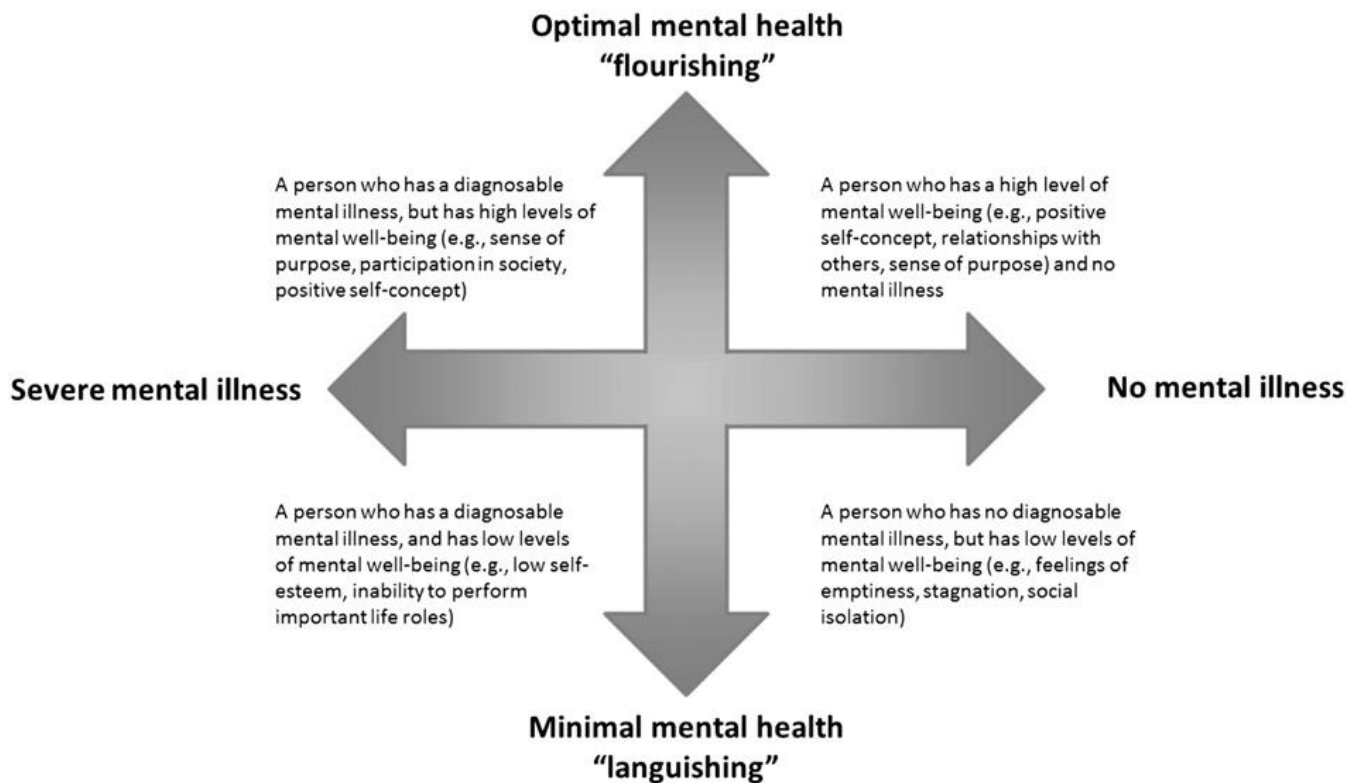 Optimal mental health
“flourishing”
A person who has a diagnosable
mental illness, but has high levels of
mental well-being (e.g., sense of
purpose, participation in society,
positive self-concept)
A person who has a high level of
mental well-being (e.g., positive
self-concept, relationships with
others, sense of purpose) and no
mental illness
Severe mental illness
No mental illness
A person who has a diagnosable
mental illness, and has low levels
of mental well-being (e.g., low self-
esteem, inability to perform
important life roles)
A person who has no diagnosable
mental illness, but has low levels of
mental well-being (e.g., feelings of
emptiness, stagnation, social
isolation)
Minimal mental health
“languishing”